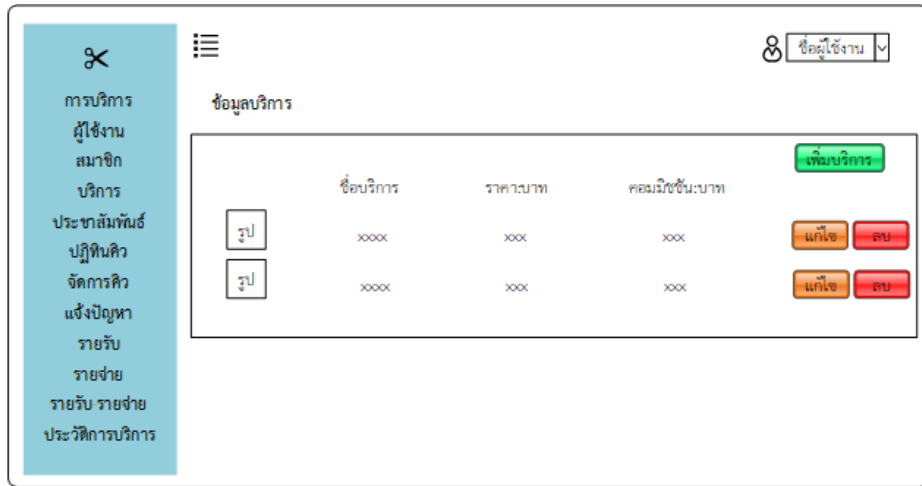 ชื่อผู้ใช้งาน
การบริการ
ผู้ใช้งาน
สมาชิก
บริการ
ประชาสัมพันธ์
ปฏิทินคิว
จัดการคิว
แจ้งปัญหา
รายรับ
รายจ่าย
รายรับ รายจ่าย
ประวัติการบริการ
ข้อมูลบริการ
เพิ่มบริการ
ชื่อบริการ ราคา:บาท คอมมิชชัน:บาท
รูป xxxx xxx xxx แก้ไข ลบ
รูป xxxx xxx xxx แก้ไข ลบ